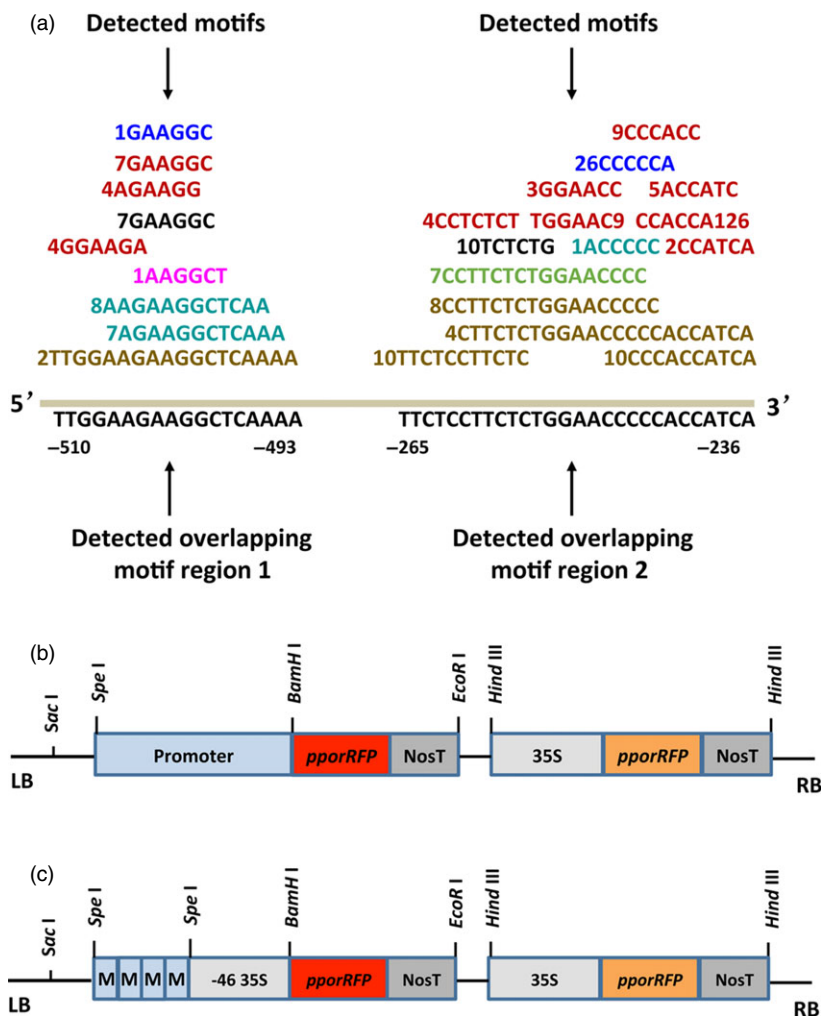 (a)
Detected motifs
Detected motifs
1GAAGGC
9CCCACC
7GAAGGC
26CCCCCA
4AGAAGG
3GGAACC 5ACCATC
7GAAGGC
4CCTCTCT TGGAAC9 CCACCA126
4GGAAGA
10TCTCTG 1ACCCCC 2CCATCA
1AAGGCT
7CCTTCTCTGGAACCCC
8AAGAAGGCTCAA
8CCTTCTCTGGAACCCCC
7AGAAGGCTCAAA
4CTTCTCTGGAACCCCCACCATCA
2TTGGAAGAAGGCTCAAAA
10TTCTCCTTCTC 10CCCACCATCA
5’
3’
TTGGAAGAAGGCTCAAAA
TTCTCCTTCTCTGGAACCCCCACCATCA
–510 –493
–265 –236
Detected overlapping
motif region 1
Detected overlapping
motif region 2
(b)
Sac I
Spe I
BamH I
EcoR I
Hind III
Hind III
Promoter pporRFP NosT 35S pporRFP NosT
LB
RB
(c)
Sac I
Spe I
Spe I
BamH I
EcoR I
Hind III
Hind III
M M M M -46 35S pporRFP NosT 35S pporRFP NosT
LB
RB